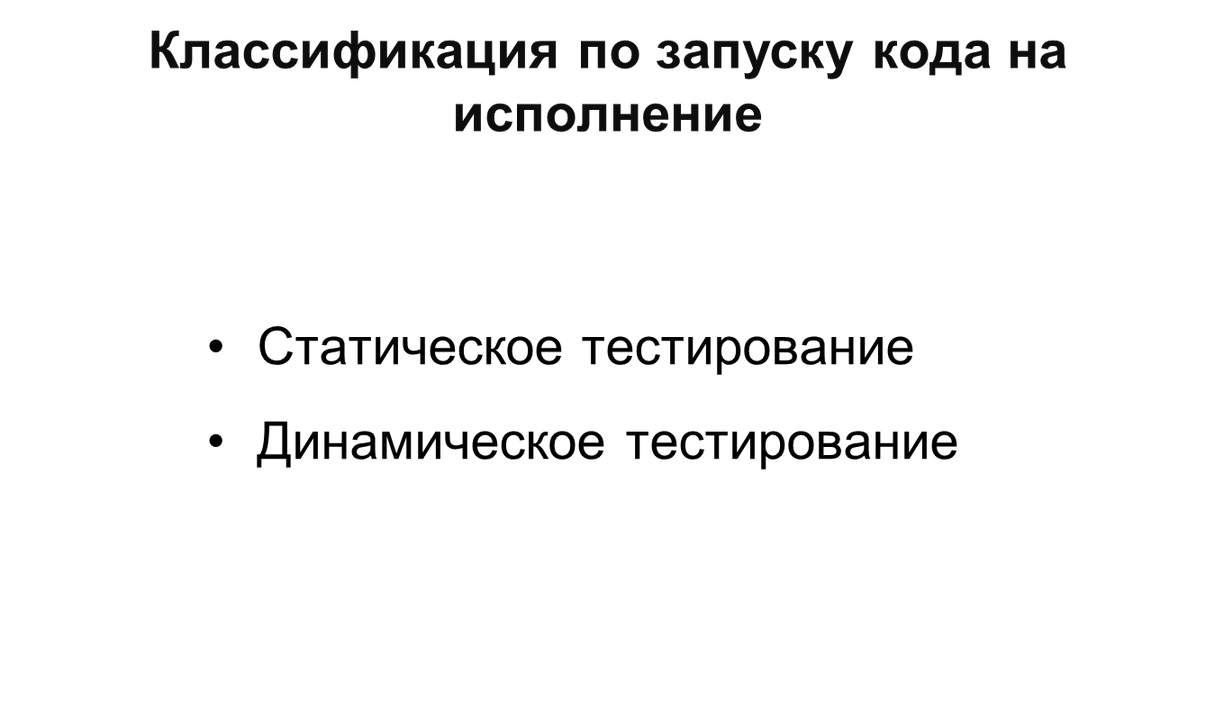 Классификация по запуску кода на
исполнение
• Статическое тестирование
• Динамическое тестирование